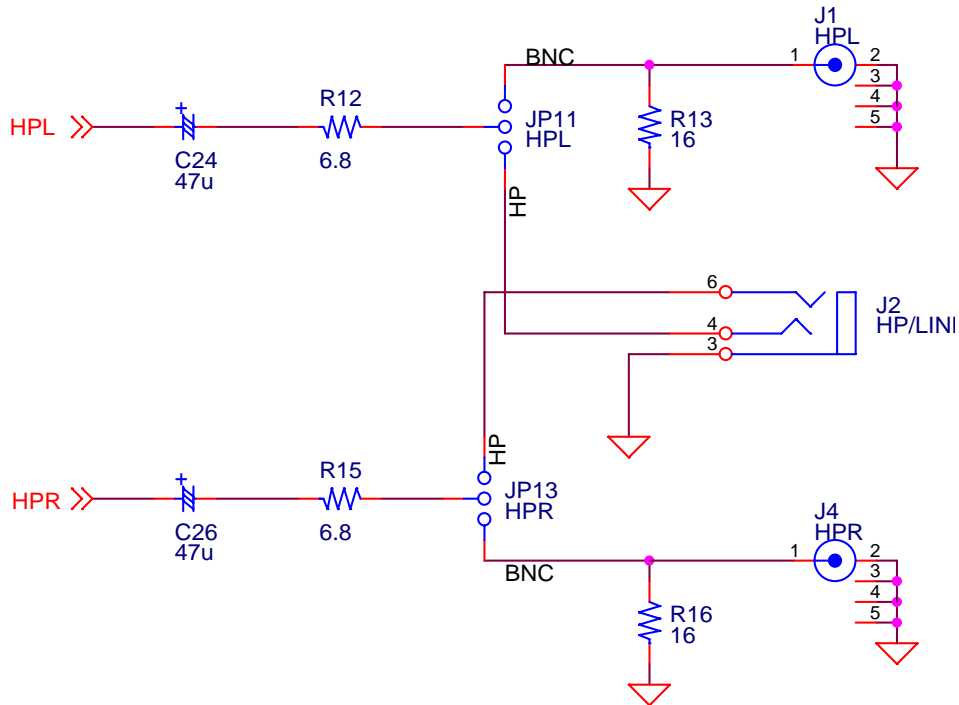 J1
HPL
BNC
1
2
3
4
5
HPL
+
C24
47u
R12
6.8
JP11
HPL
R13
16
HP
6
4
3
J2
HP/LIN
HP
HPR
+
C26
47u
R15
6.8
JP13
HPR
BNC
J4
HPR
1
2
3
4
5
R16
16